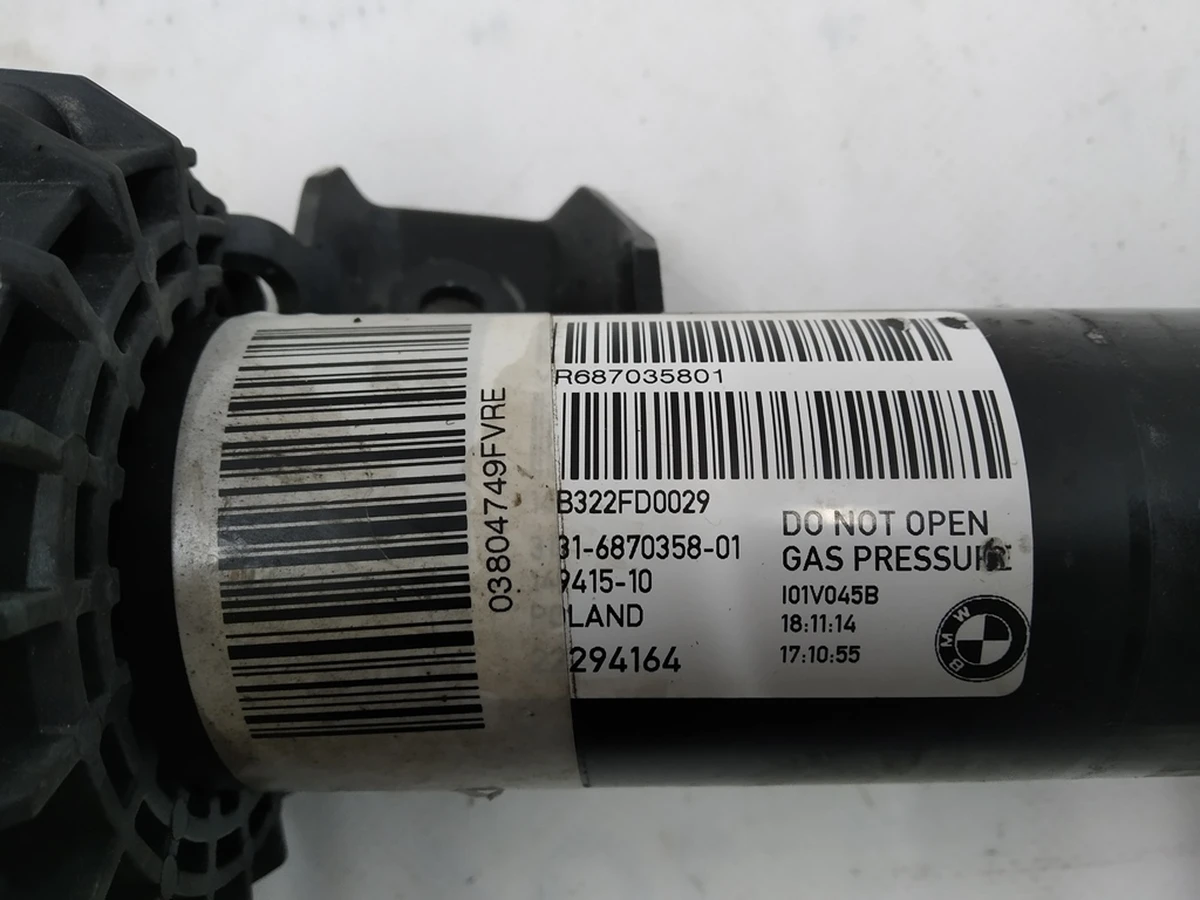 03804749FVRE
R687035801
B322FD0029
31-6870358-01
9415-10
LAND
294164
DO NOT OPEN
GAS PRESSURE
I01V045B
18:11:14
17:10:55
BMW